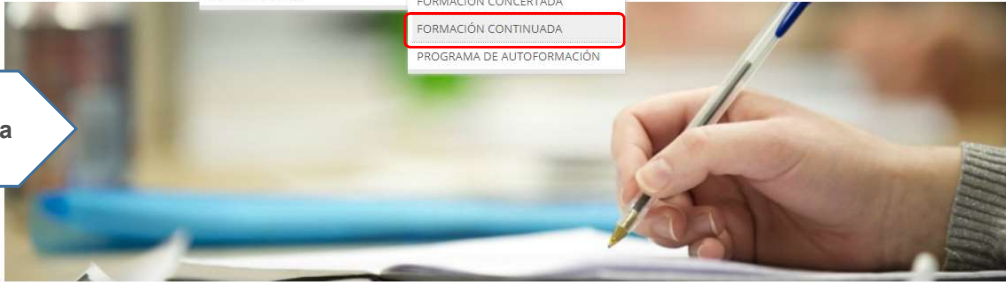 FORMACIÓN CONCERTADA
FORMACIÓN CONTINUADA
PROGRAMA DE AUTOFORMACIÓN
a